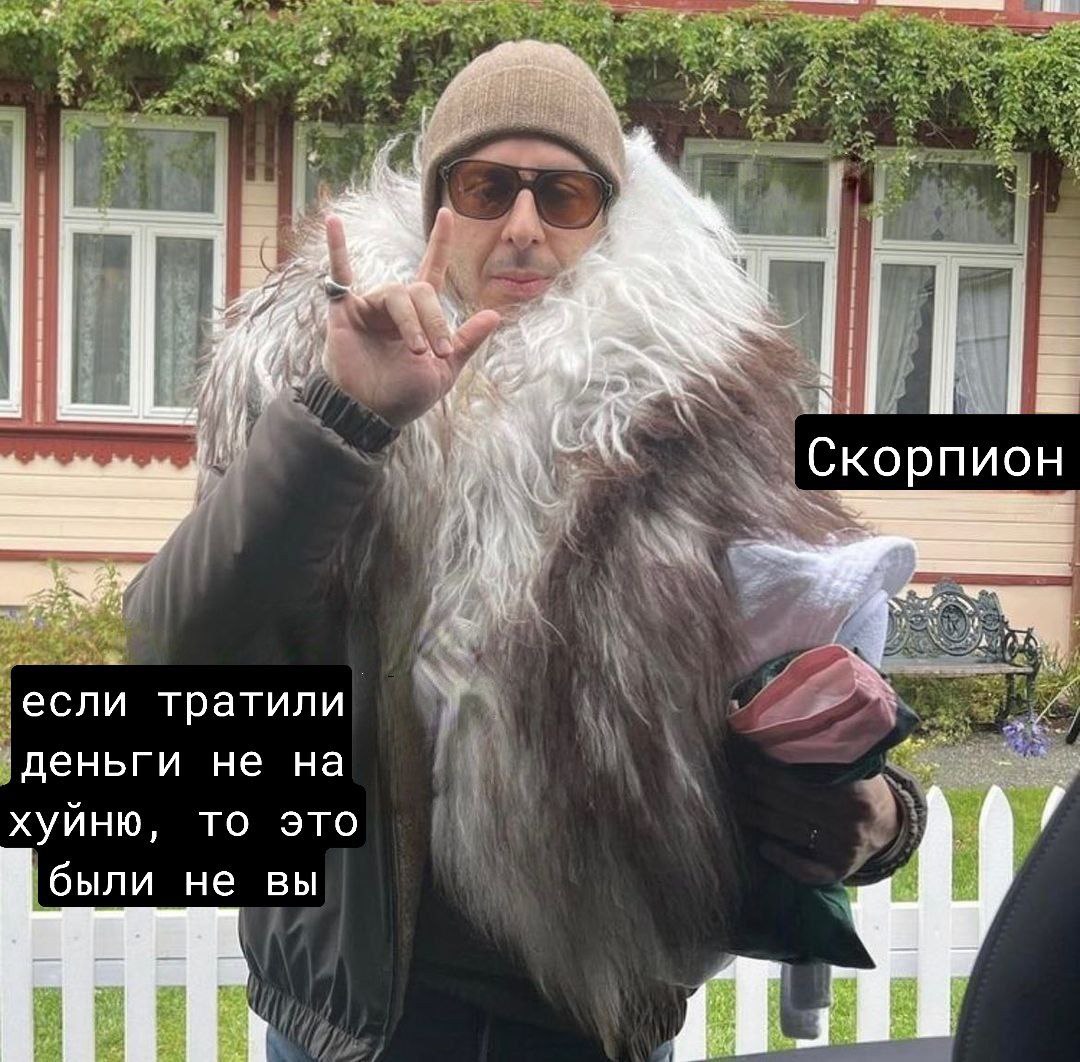 Скорпион
если тратили
деньги не на
хуйню, то это
были не вы